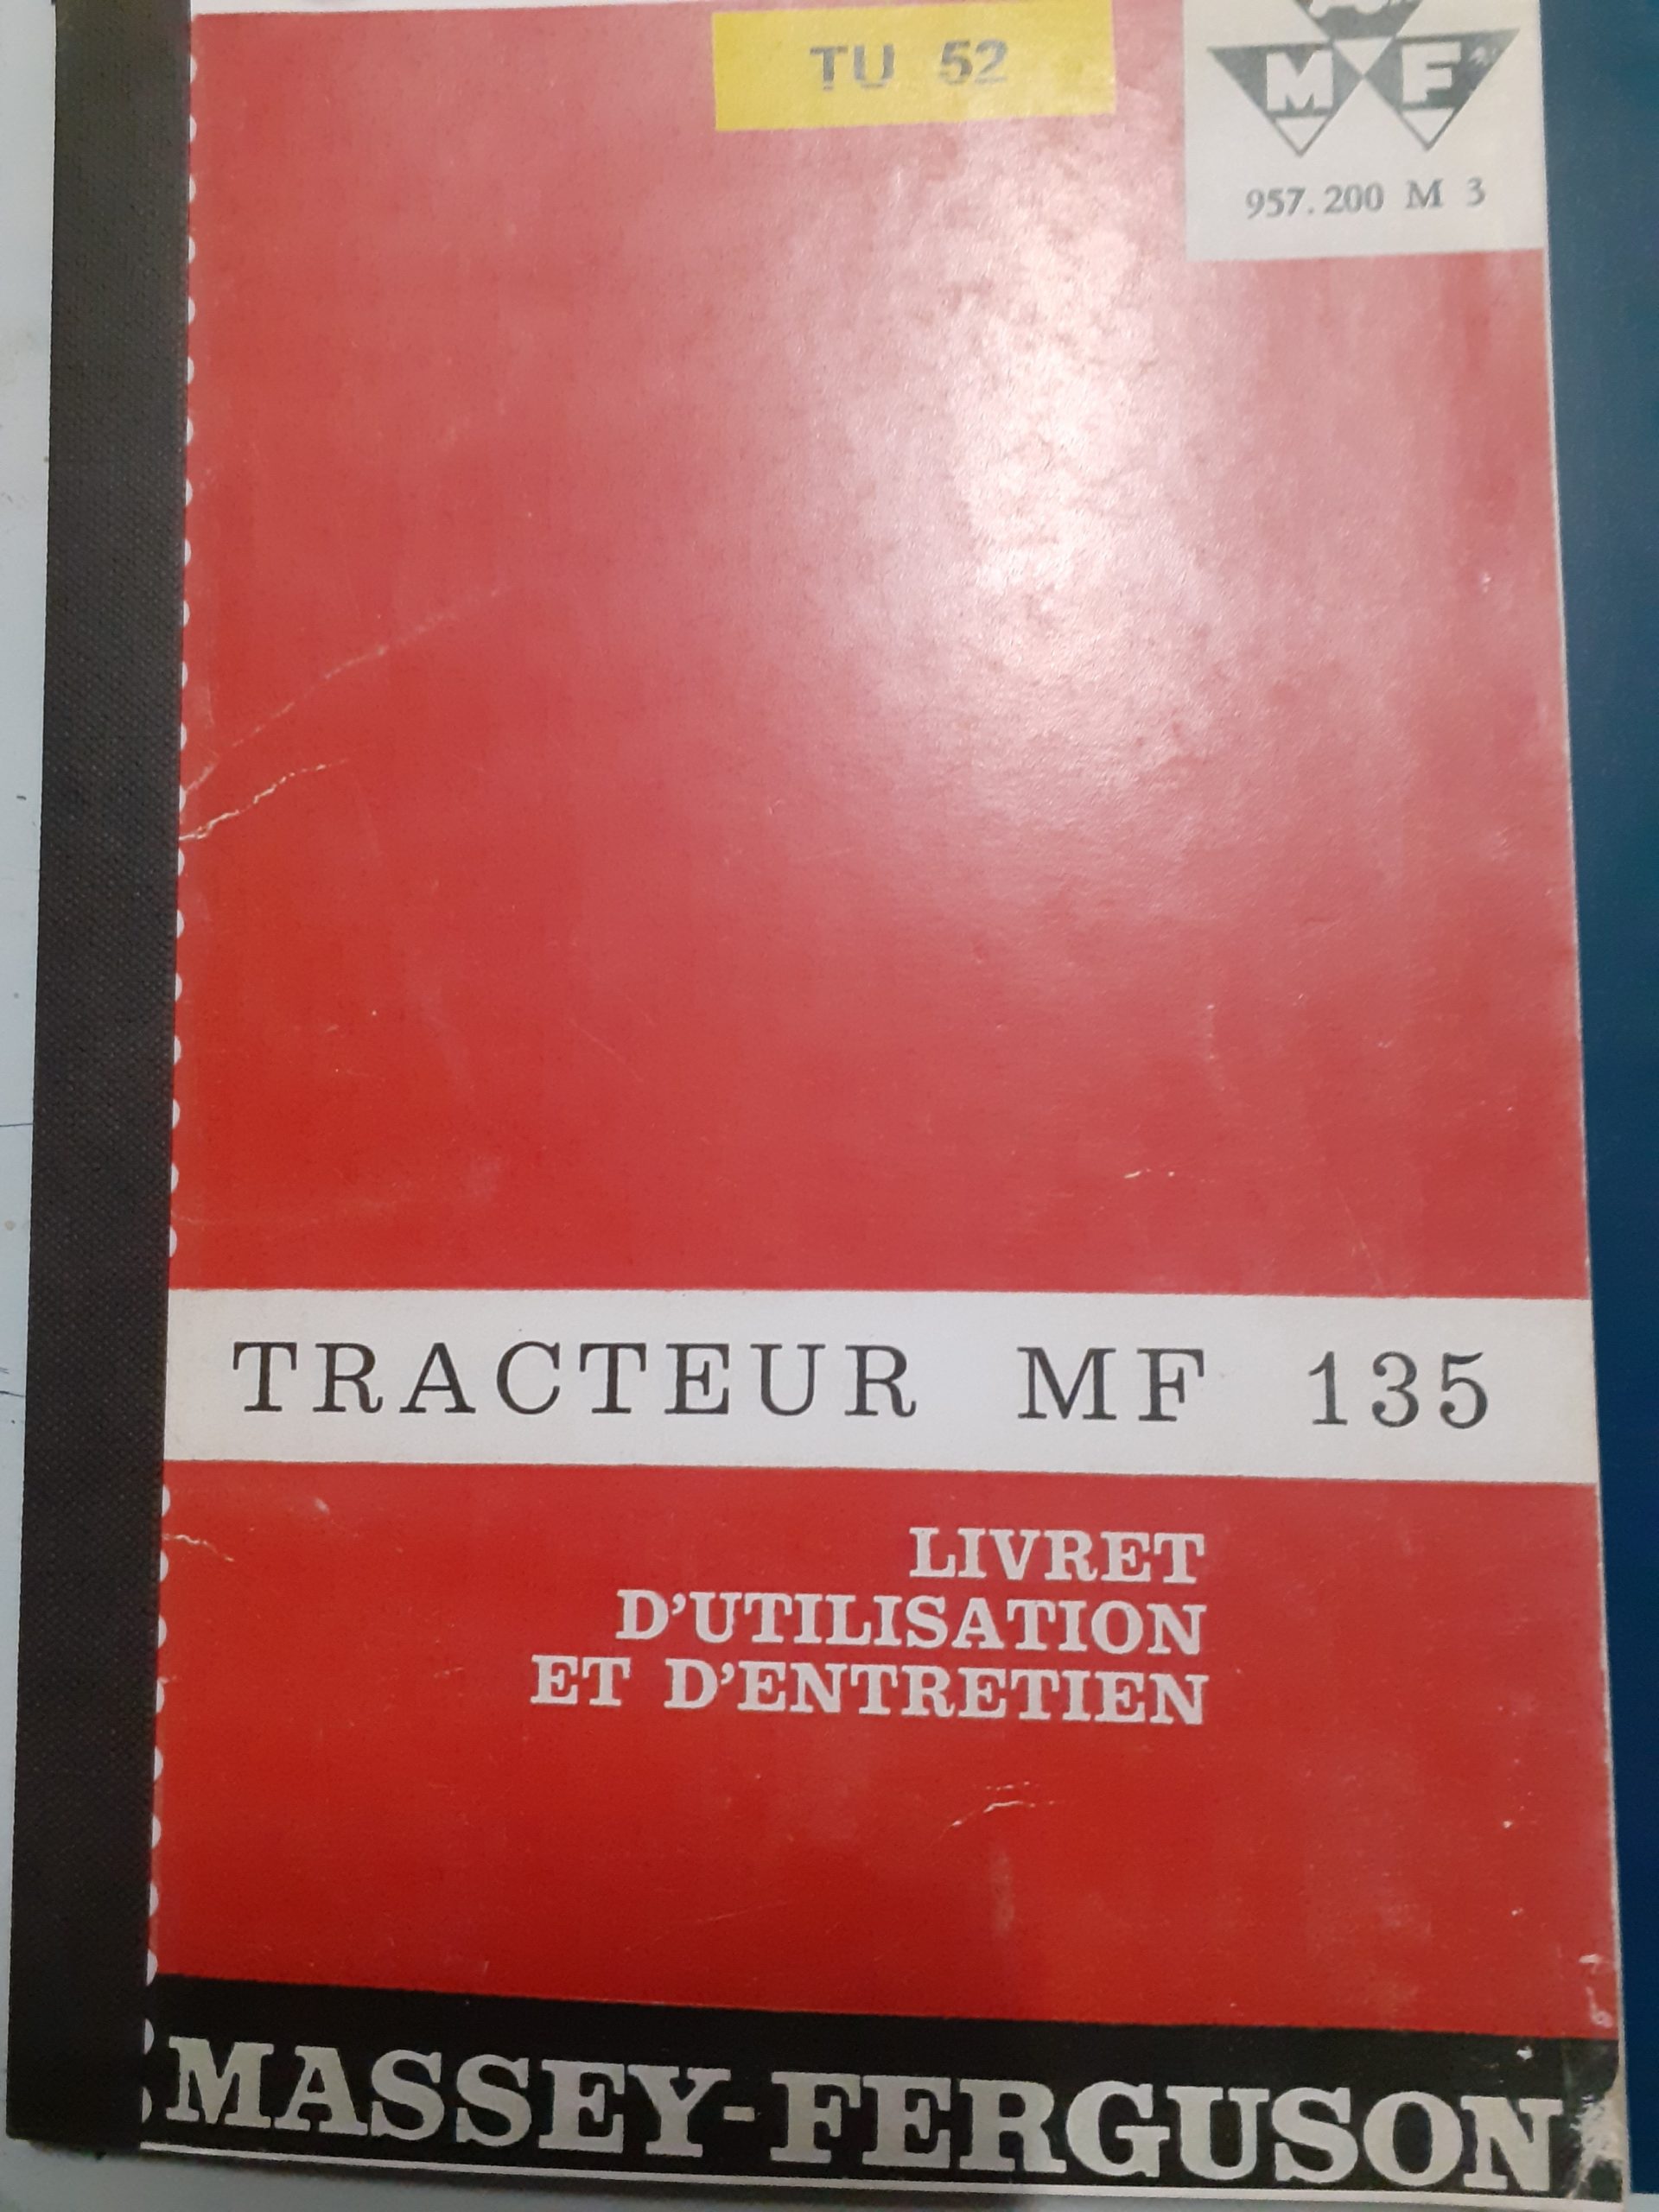 TU 52
M F
957.200 M 3
TRACTEUR MF 135
LIVRET
D'UTILISATION
ET D'ENTRETIEN
MASSEY-FERGUSON